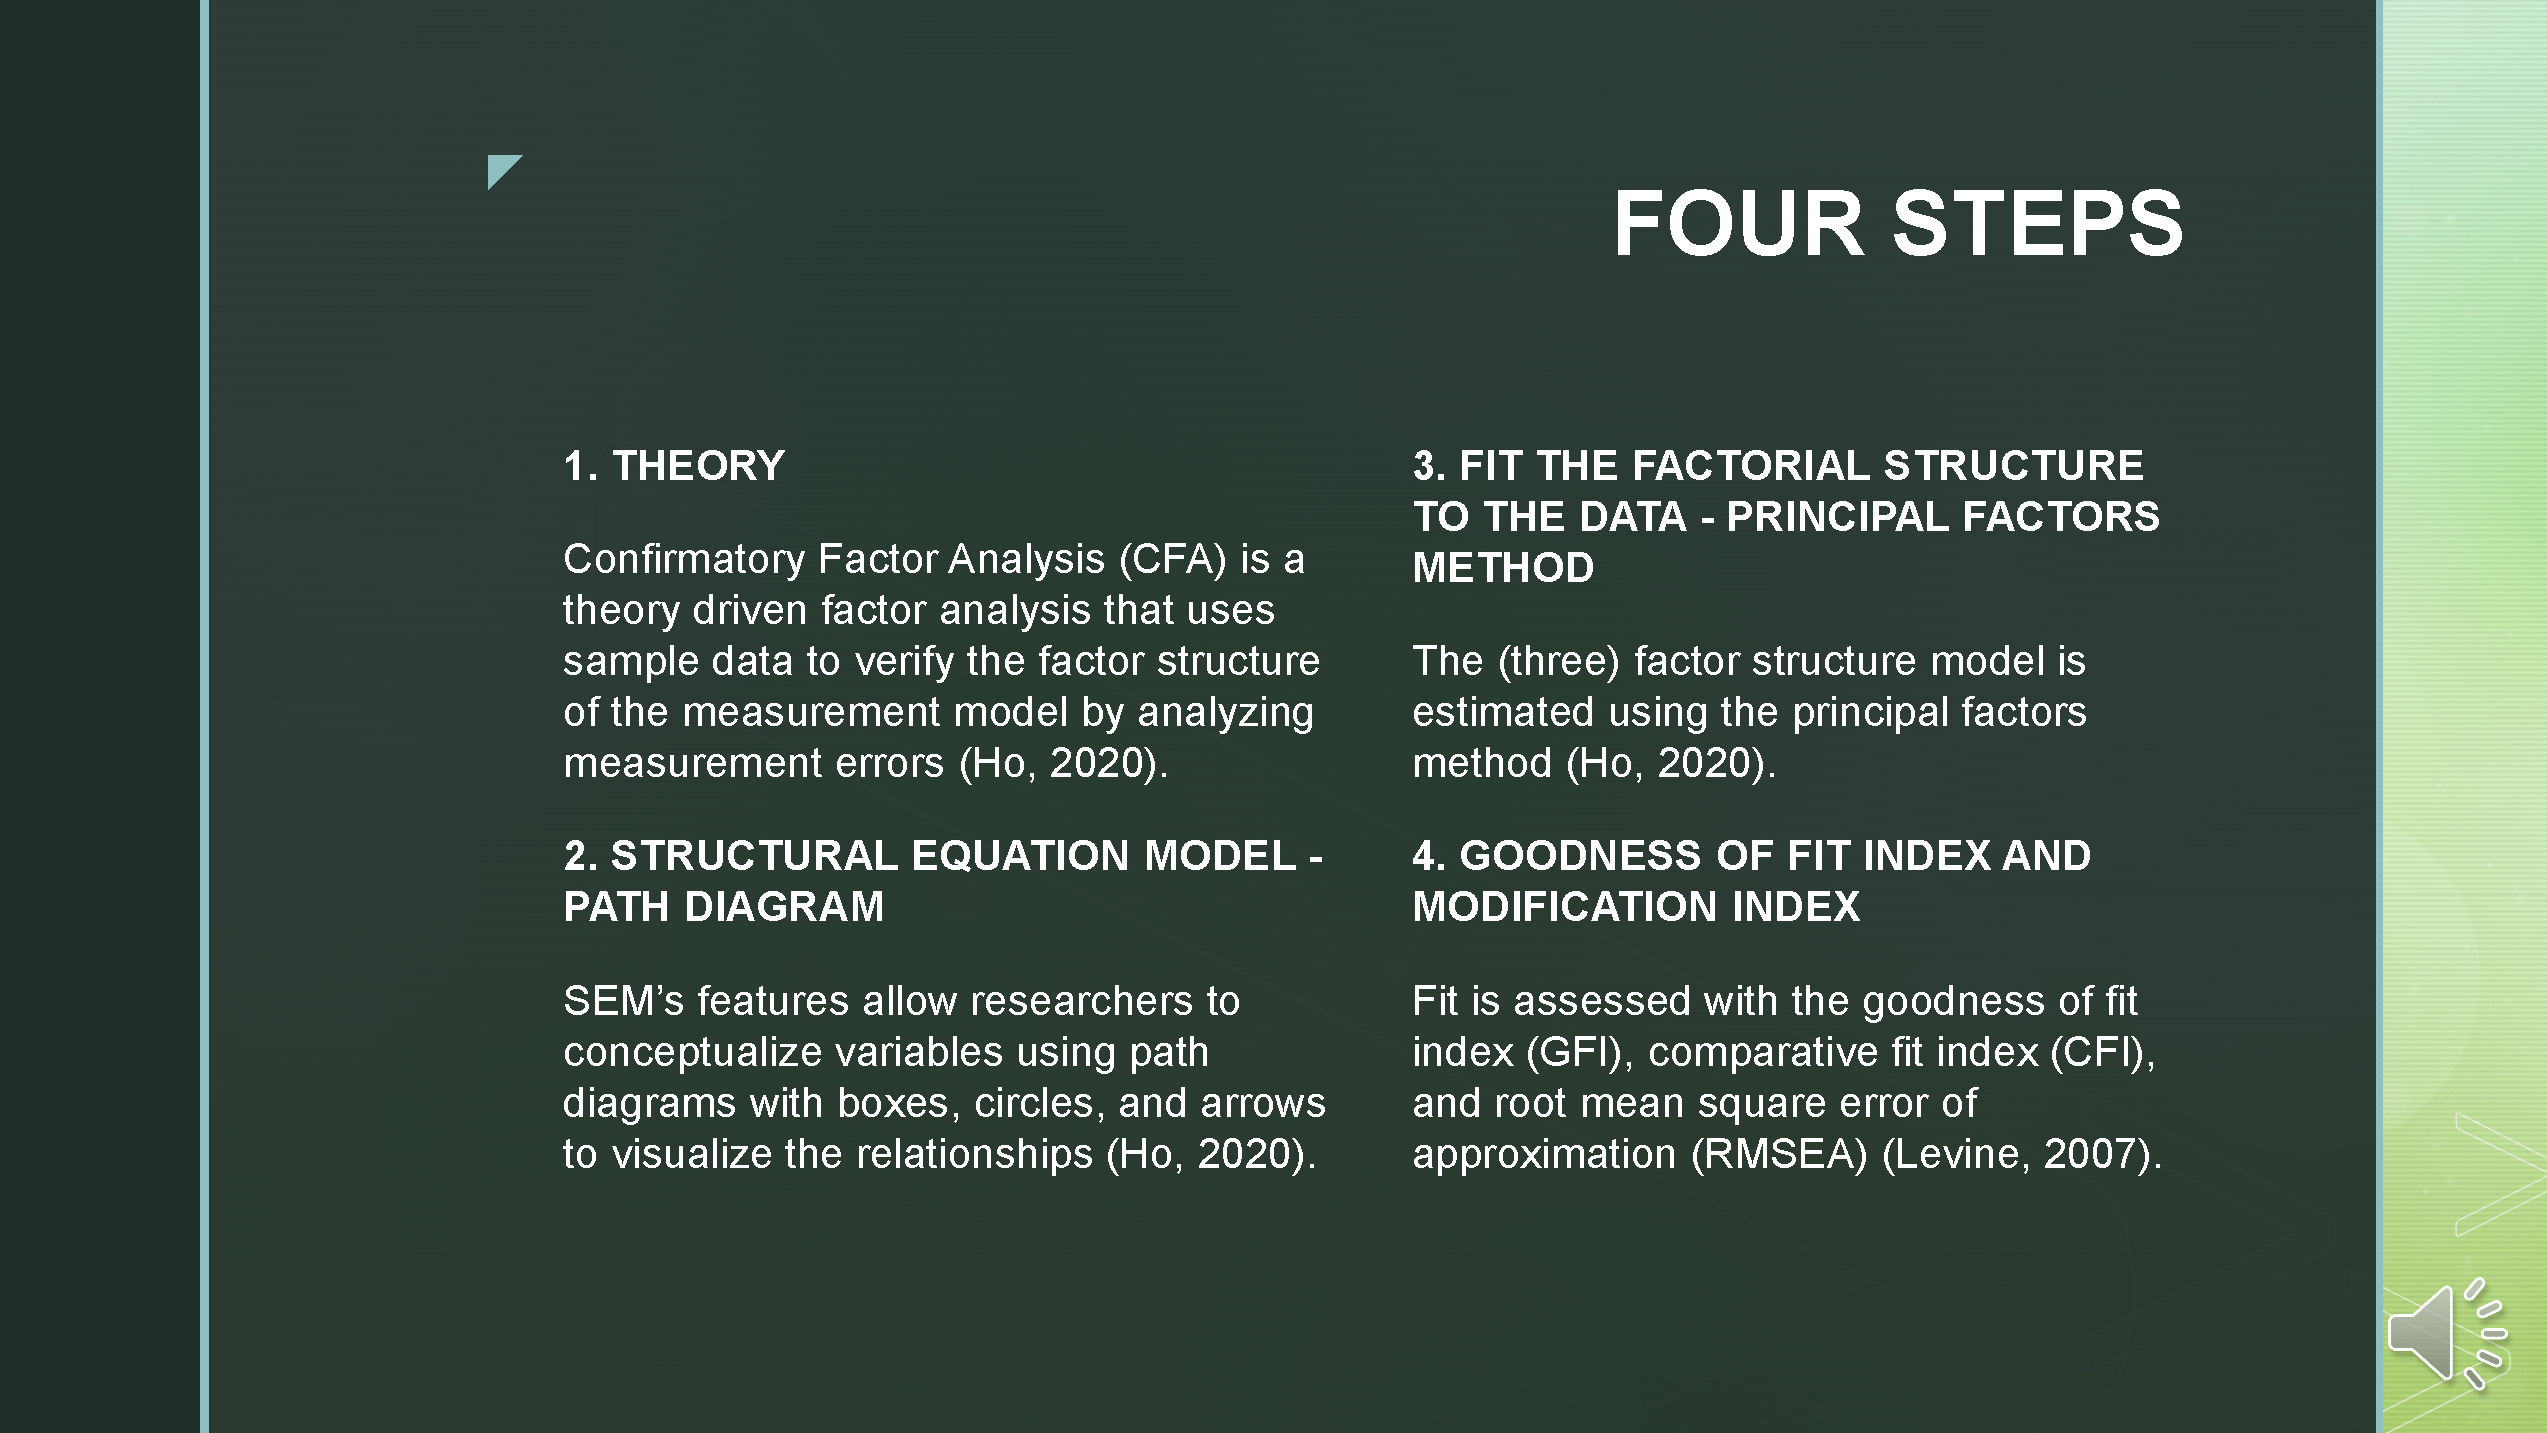 FOUR STEPS
1. THEORY
Confirmatory Factor Analysis (CFA) is a
theory driven factor analysis that uses
sample data to verify the factor structure
of the measurement model by analyzing
measurement errors (Ho, 2020).
2. STRUCTURAL EQUATION MODEL -
PATH DIAGRAM
SEM’s features allow researchers to
conceptualize variables using path
diagrams with boxes, circles, and arrows
to visualize the relationships (Ho, 2020).
3. FIT THE FACTORIAL STRUCTURE
TO THE DATA - PRINCIPAL FACTORS
METHOD
The (three) factor structure model is
estimated using the principal factors
method (Ho, 2020).
4. GOODNESS OF FIT INDEX AND
MODIFICATION INDEX
Fit is assessed with the goodness of fit
index (GFI), comparative fit index (CFI),
and root mean square error of
approximation (RMSEA) (Levine, 2007).